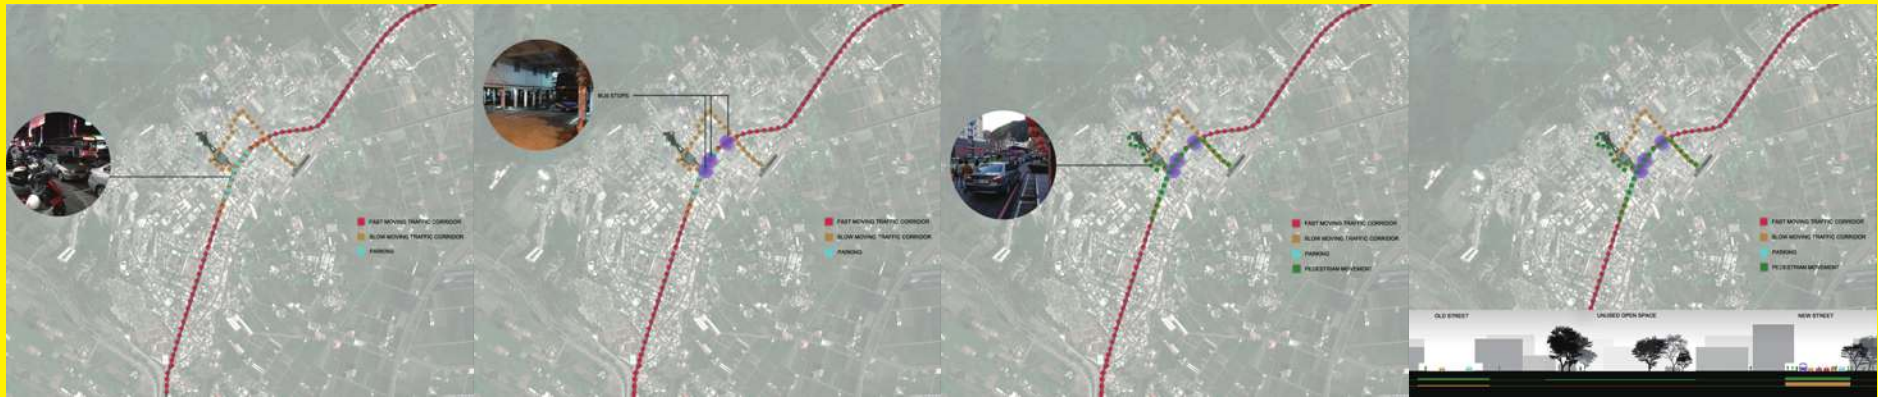 FAST MOVING TRAFFIC CORRIDOR
SLOW MOVING TRAFFIC CORRIDOR
PARKING
BUS STOPS
FAST MOVING TRAFFIC CORRIDOR
SLOW MOVING TRAFFIC CORRIDOR
PARKING
FAST MOVING TRAFFIC CORRIDOR
SLOW MOVING TRAFFIC CORRIDOR
PARKING
PEDESTRIAN MOVEMENT
FAST MOVING TRAFFIC CORRIDOR
SLOW MOVING TRAFFIC CORRIDOR
PARKING
PEDESTRIAN MOVEMENT
OLD STREET
UNUSED OPEN SPACE
NEW STREET